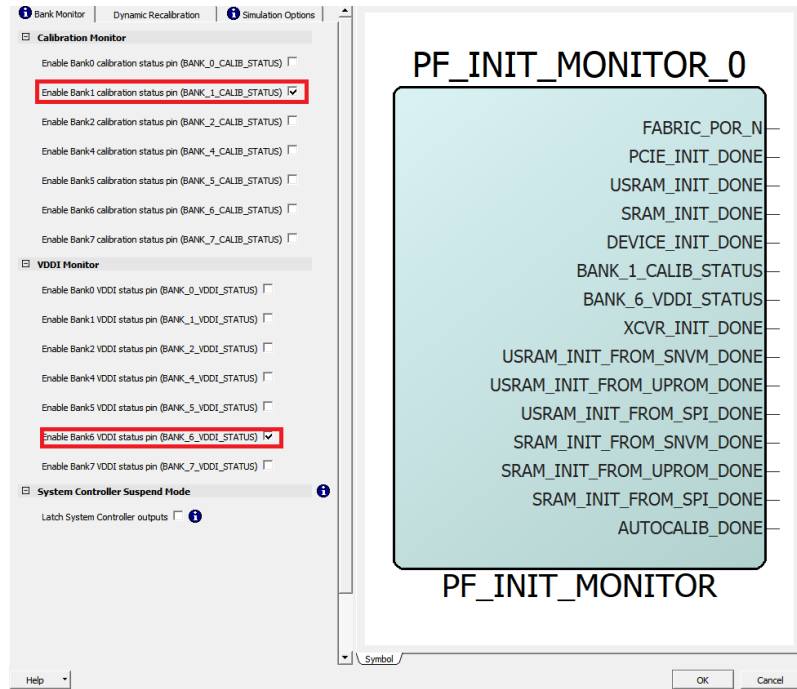 Bank Monitor Dynamic Recalibration Simulation Options
Calibration Monitor
Enable Bank0 calibration status pin (BANK_0_CALIB_STATUS)
Enable Bank1 calibration status pin (BANK_1_CALIB_STATUS)
Enable Bank2 calibration status pin (BANK_2_CALIB_STATUS)
Enable Bank4 calibration status pin (BANK_4_CALIB_STATUS)
Enable Bank5 calibration status pin (BANK_5_CALIB_STATUS)
Enable Bank6 calibration status pin (BANK_6_CALIB_STATUS)
Enable Bank7 calibration status pin (BANK_7_CALIB_STATUS)
VDDI Monitor
Enable Bank0 VDDI status pin (BANK_0_VDDI_STATUS)
Enable Bank1 VDDI status pin (BANK_1_VDDI_STATUS)
Enable Bank2 VDDI status pin (BANK_2_VDDI_STATUS)
Enable Bank4 VDDI status pin (BANK_4_VDDI_STATUS)
Enable Bank5 VDDI status pin (BANK_5_VDDI_STATUS)
Enable Bank6 VDDI status pin (BANK_6_VDDI_STATUS)
Enable Bank7 VDDI status pin (BANK_7_VDDI_STATUS)
System Controller Suspend Mode
Latch System Controller outputs
PF_INIT_MONITOR_0
FABRIC_POR_N
PCIE_INIT_DONE
USRAM_INIT_DONE
SRAM_INIT_DONE
DEVICE_INIT_DONE
BANK_1_CALIB_STATUS
BANK_6_VDDI_STATUS
XCVR_INIT_DONE
USRAM_INIT_FROM_SNVM_DONE
USRAM_INIT_FROM_UPROM_DONE
USRAM_INIT_FROM_SPI_DONE
SRAM_INIT_FROM_SNVM_DONE
SRAM_INIT_FROM_UPROM_DONE
SRAM_INIT_FROM_SPI_DONE
AUTOCALIB_DONE
PF_INIT_MONITOR
Symbol
Help OK Cancel